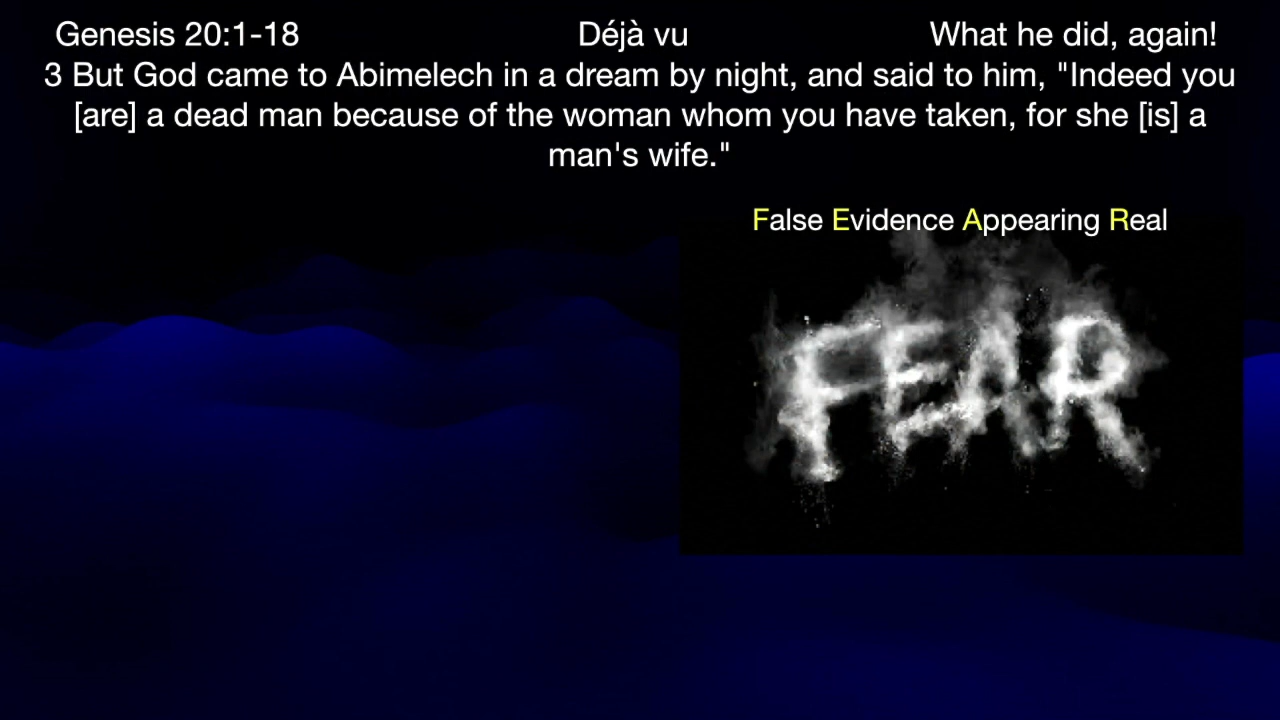 Genesis 20:1-18 Déjà vu What he did, again!
3 But God came to Abimelech in a dream by night, and said to him, "Indeed you
[are] a dead man because of the woman whom you have taken, for she [is] a
man's wife."
False Evidence Appearing Real
FEAR